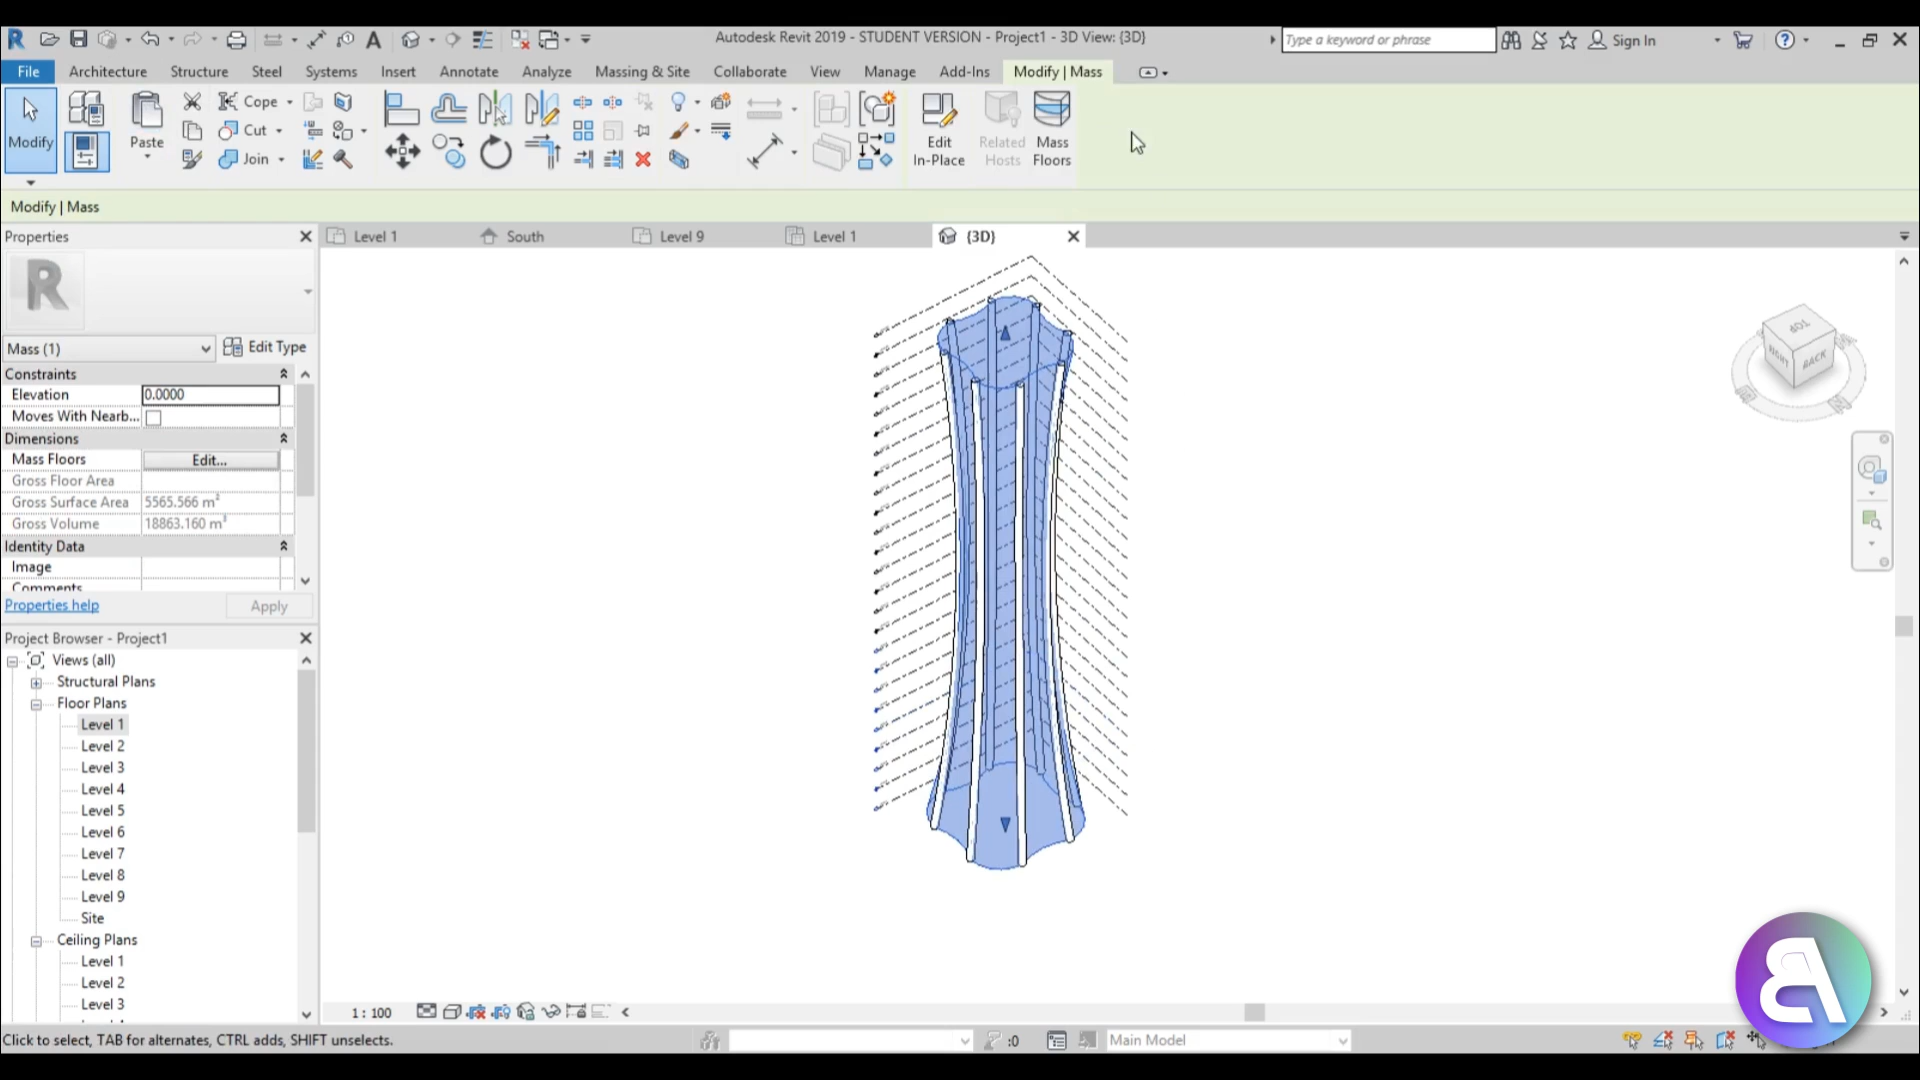 Autodesk Revit 2019 - STUDENT VERSION - Project1 - 3D View: {3D}
Type a keyword or phrase
Sign In
File Architecture Structure Steel Systems Insert Annotate Analyze Massing & Site Collaborate View Manage Add-Ins Modify | Mass
Modify
Paste
Cope
Cut
Join
Edit In-Place
Related Hosts
Mass Floors
Modify | Mass
Properties
Level 1 South Level 9 Level 1 {3D}
Mass (1)
Edit Type
Constraints
Elevation 0.0000
Moves With Nearb...
Dimensions
Mass Floors Edit...
Gross Floor Area
Gross Surface Area 5565.566 m²
Gross Volume 18863.160 m³
Identity Data
Image
Comments
Properties help Apply
Project Browser - Project1
Views (all)
Structural Plans
Floor Plans
Level 1
Level 2
Level 3
Level 4
Level 5
Level 6
Level 7
Level 8
Level 9
Site
Ceiling Plans
Level 1
Level 2
Level 3
TOP
RIGHT
BACK
1 : 100
Click to select, TAB for alternates, CTRL adds, SHIFT unselects.
:0
Main Model